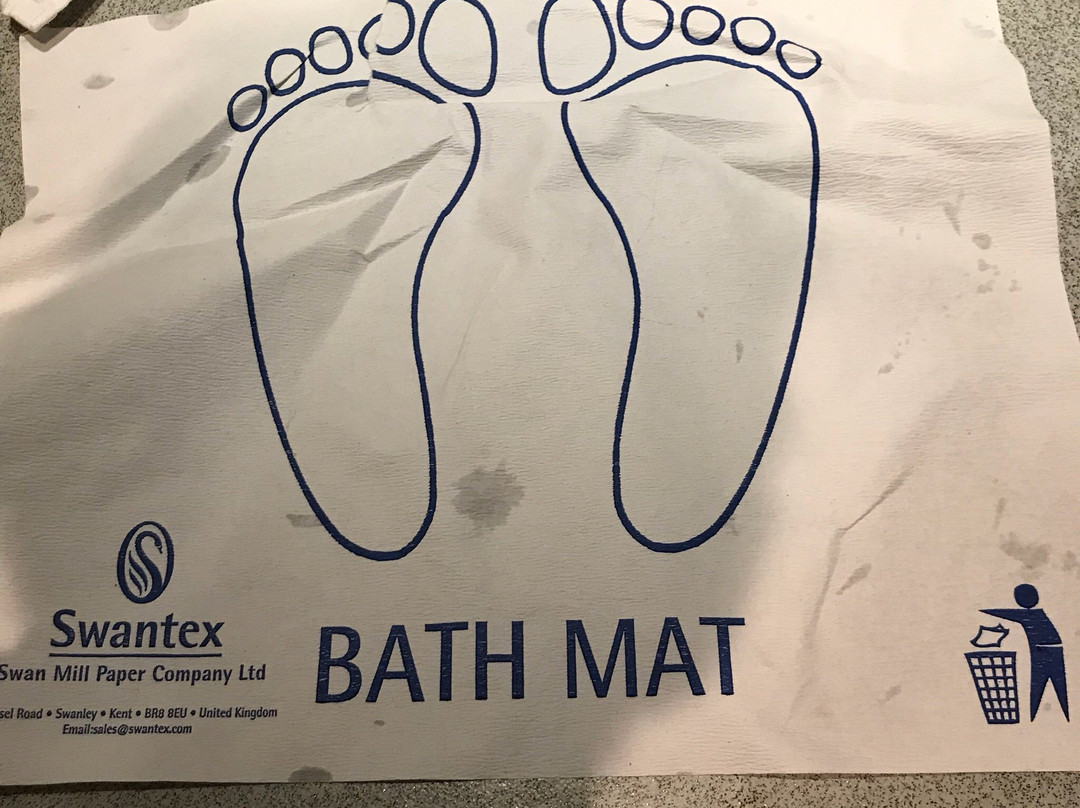 Swantex
Swan Mill Paper Company Ltd
Road • Swanley • Kent • BR8 8EU • United Kingdom
Email:sales@swantex.com
BATH MAT